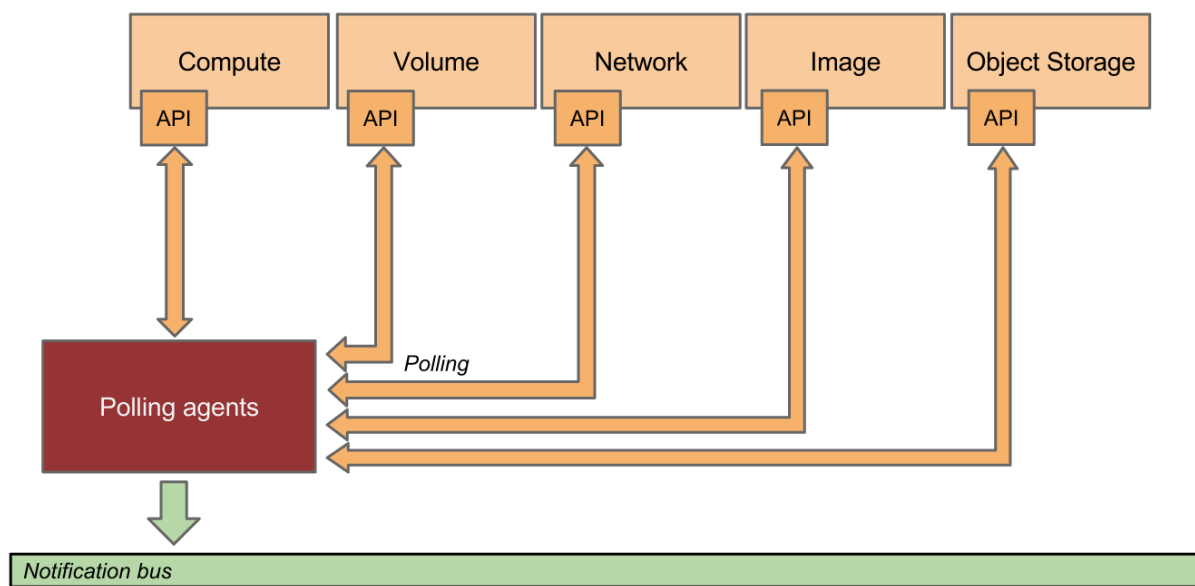 Compute
Volume
Network
Image
Object Storage
API
API
API
API
API
Polling
Polling agents
Notification bus